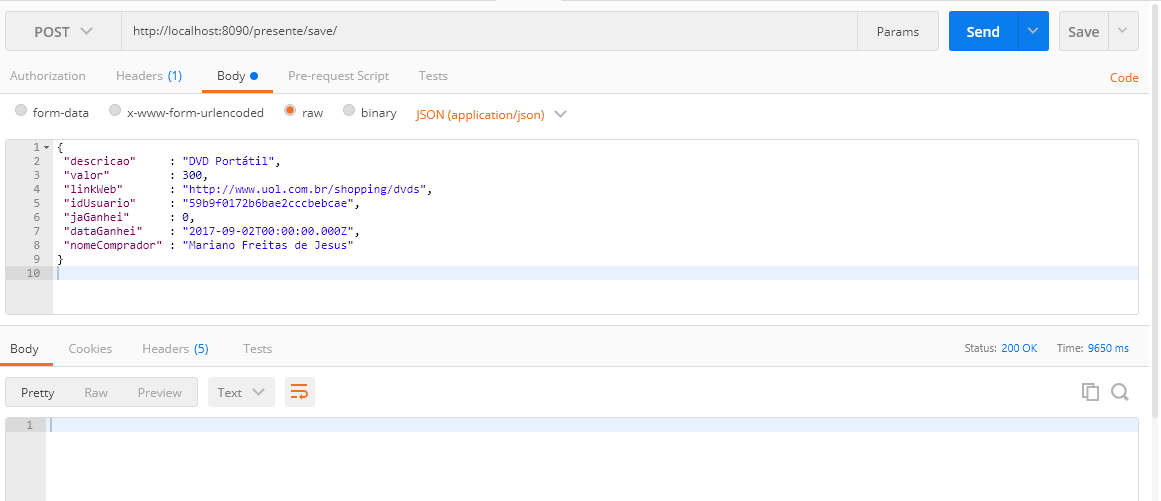 POST http://localhost:8090/presente/save/ Params Send Save
Authorization Headers (1) Body Pre-request Script Tests Code
form-data x-www-form-urlencoded raw binary JSON (application/json)
1 {
2 "descricao" : "DVD Portátil",
3 "valor" : 300,
4 "linkWeb" : "http://www.uol.com.br/shopping/dvds",
5 "idUsuario" : "59b9f0172b6bae2cccbebcae",
6 "jaGanhei" : 0,
7 "dataGanhei" : "2017-09-02T00:00:00.000Z",
8 "nomeComprador" : "Mariano Freitas de Jesus"
9 }
10
Body Cookies Headers (5) Tests Status: 200 OK Time: 9650 ms
Pretty Raw Preview Text
1